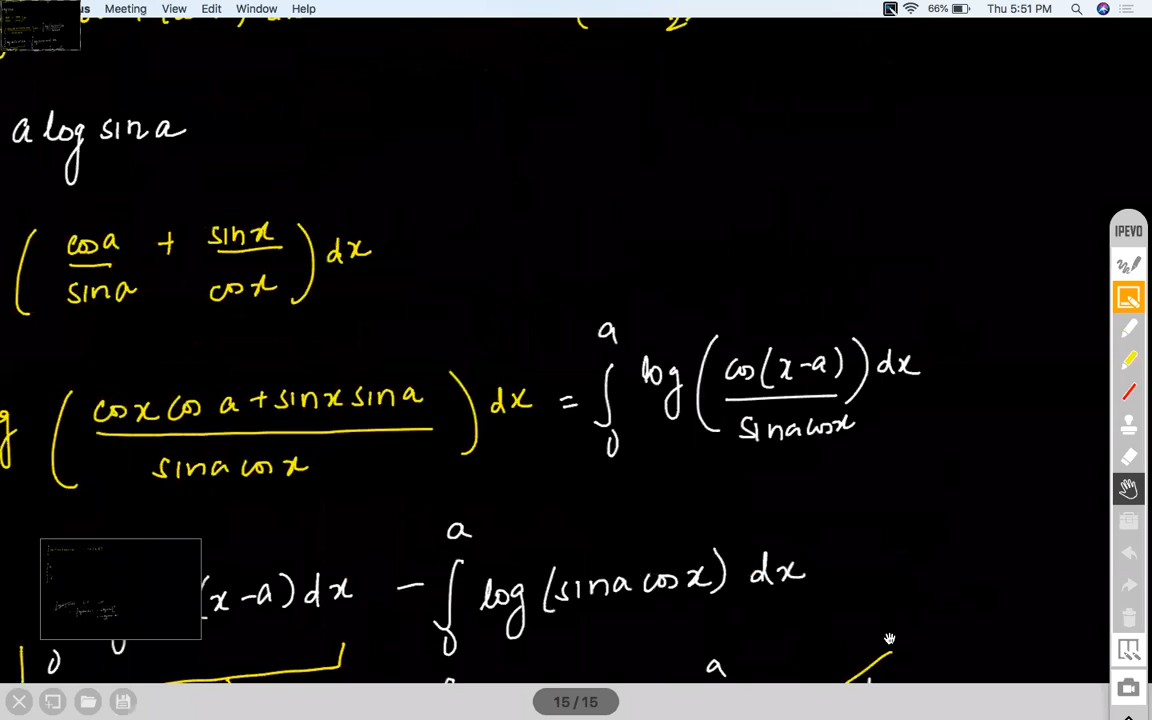 Meeting View Edit Window Help 66% Thu 5:51 PM
a log sin a
( cos a / sin a + sin x / cos x ) dx
IPEVO
( cos x cos a + sin x sin a / sin a cos x ) dx = ∫₀ᵃ log ( cos(x-a) / sin a cos x ) dx
(x-a) dx - ∫₀ᵃ log (sin a cos x) dx
0
a
15/15